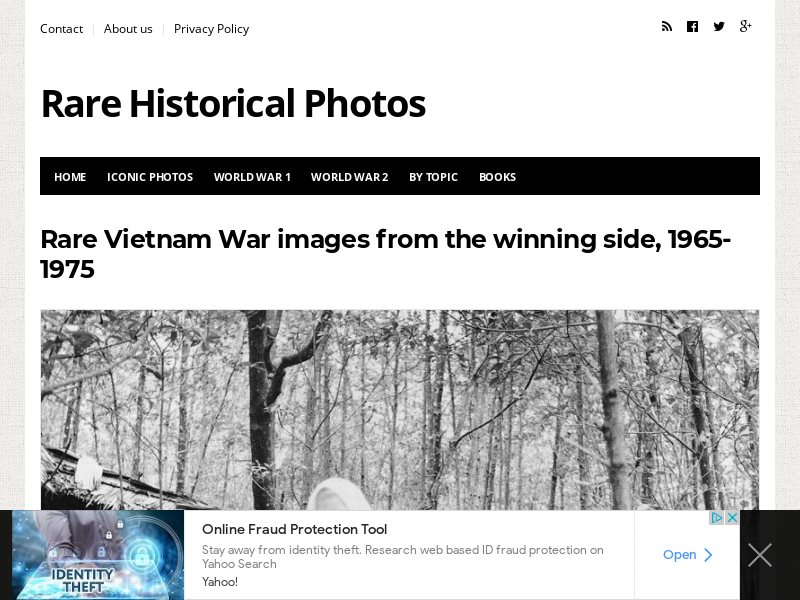 Contact
About us
Privacy Policy
Rare Historical Photos
HOME
ICONIC PHOTOS
WORLD WAR 1
WORLD WAR 2
BY TOPIC
BOOKS
Rare Vietnam War images from the winning side, 1965-
1975
IDENTITY
THEFT
Online Fraud Protection Tool
Stay away from identity theft. Research web based ID fraud protection on
Yahoo Search
Yahoo!
Open